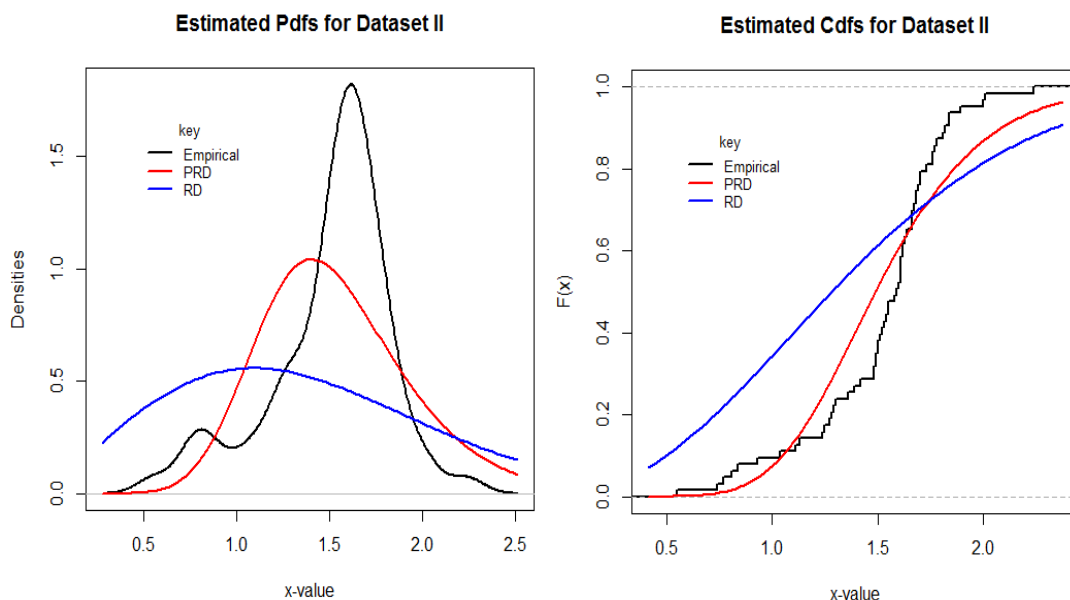 Estimated Pdfs for Dataset II
key
Empirical
PRD
RD
Densities
0.0
0.5
1.0
1.5
0.5 1.0 1.5 2.0 2.5
x-value
Estimated Cdfs for Dataset II
key
Empirical
PRD
RD
F(x)
0.0
0.2
0.4
0.6
0.8
1.0
0.5 1.0 1.5 2.0
x-value